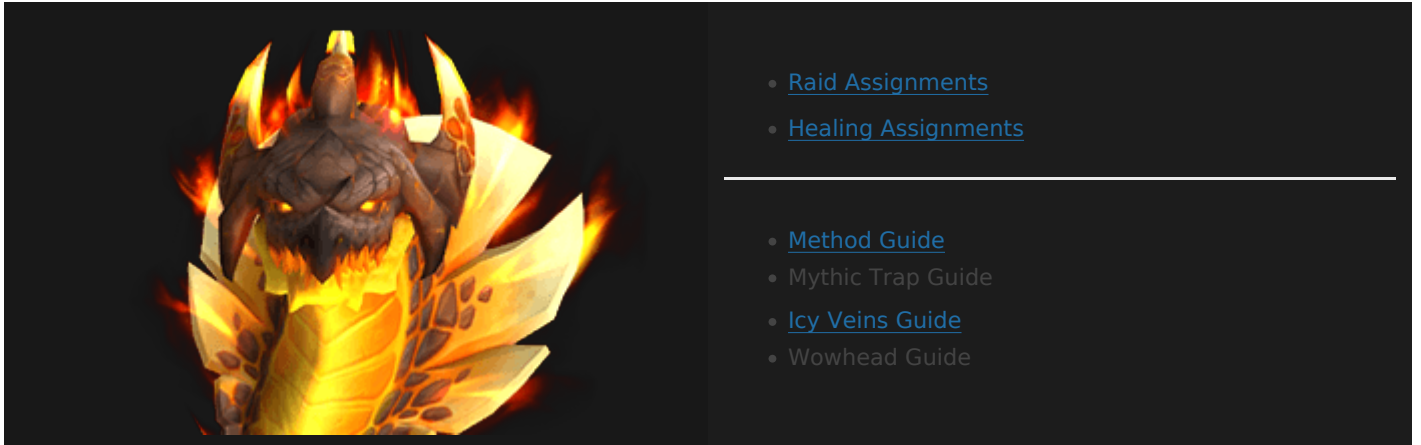 Raid Assignments
Healing Assignments
Method Guide
Mythic Trap Guide
Icy Veins Guide
Wowhead Guide